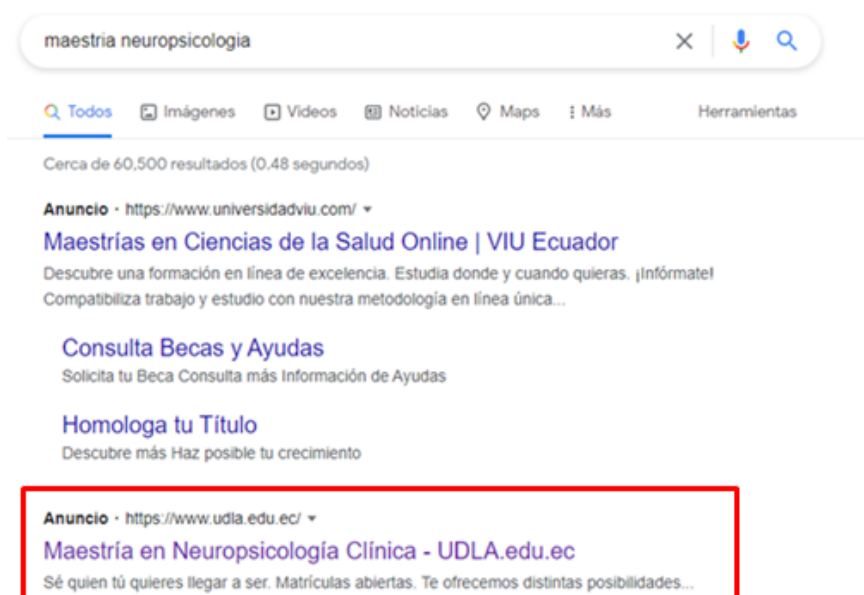 maestria neuropsicologia
Todos Imágenes Videos Noticias Maps Más Herramientas
Cerca de 60,500 resultados (0.48 segundos)
Anuncio · https://www.universidadviu.com/
Maestrías en Ciencias de la Salud Online | VIU Ecuador
Descubre una formación en línea de excelencia. Estudia donde y cuando quieras. ¡Infórmate!
Compatibiliza trabajo y estudio con nuestra metodología en línea única...
Consulta Becas y Ayudas
Solicita tu Beca Consulta más Información de Ayudas
Homologa tu Título
Descubre más Haz posible tu crecimiento
Anuncio · https://www.udla.edu.ec/
Maestría en Neuropsicología Clínica - UDLA.edu.ec
Sé quien tú quieres llegar a ser. Matrículas abiertas. Te ofrecemos distintas posibilidades...